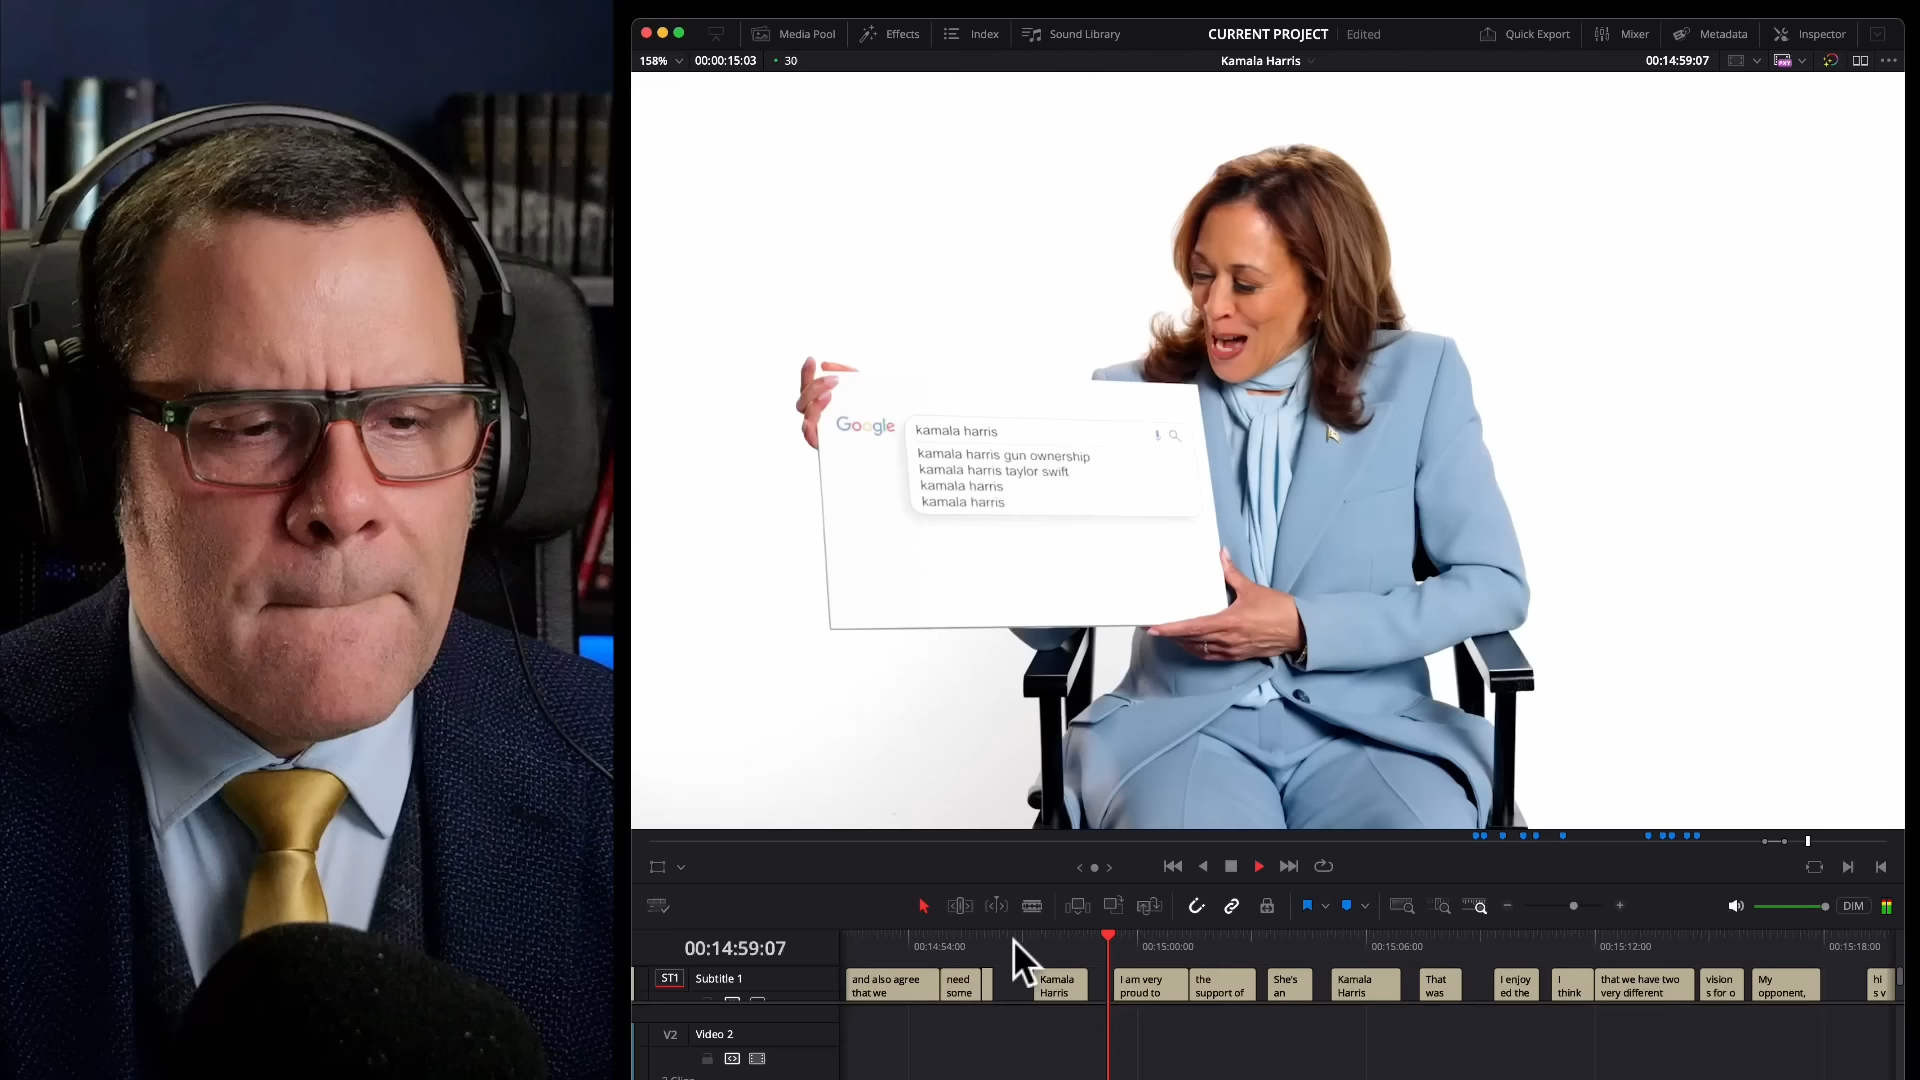 Media Pool
Effects
Index
Sound Library
CURRENT PROJECT
Edited
Quick Export
Mixer
Metadata
Inspector
158%
00:00:15:03
30
Kamala Harris
00:14:59:07
Google
kamala harris
kamala harris gun ownership
kamala harris taylor swift
kamala harris
kamala harris
DIM
00:14:59:07
00:14:54:00
00:15:00:00
00:15:06:00
00:15:12:00
00:15:18:00
ST1
Subtitle 1
and also agree
that we
need
some
Kamala
Harris
I am very
proud to
the
support of
She's
an
Kamala
Harris
That
was
I enjoy
ed the
I
think
that we have two
very different
vision
s for o
My
opponent,
hi
s v
V2
Video 2